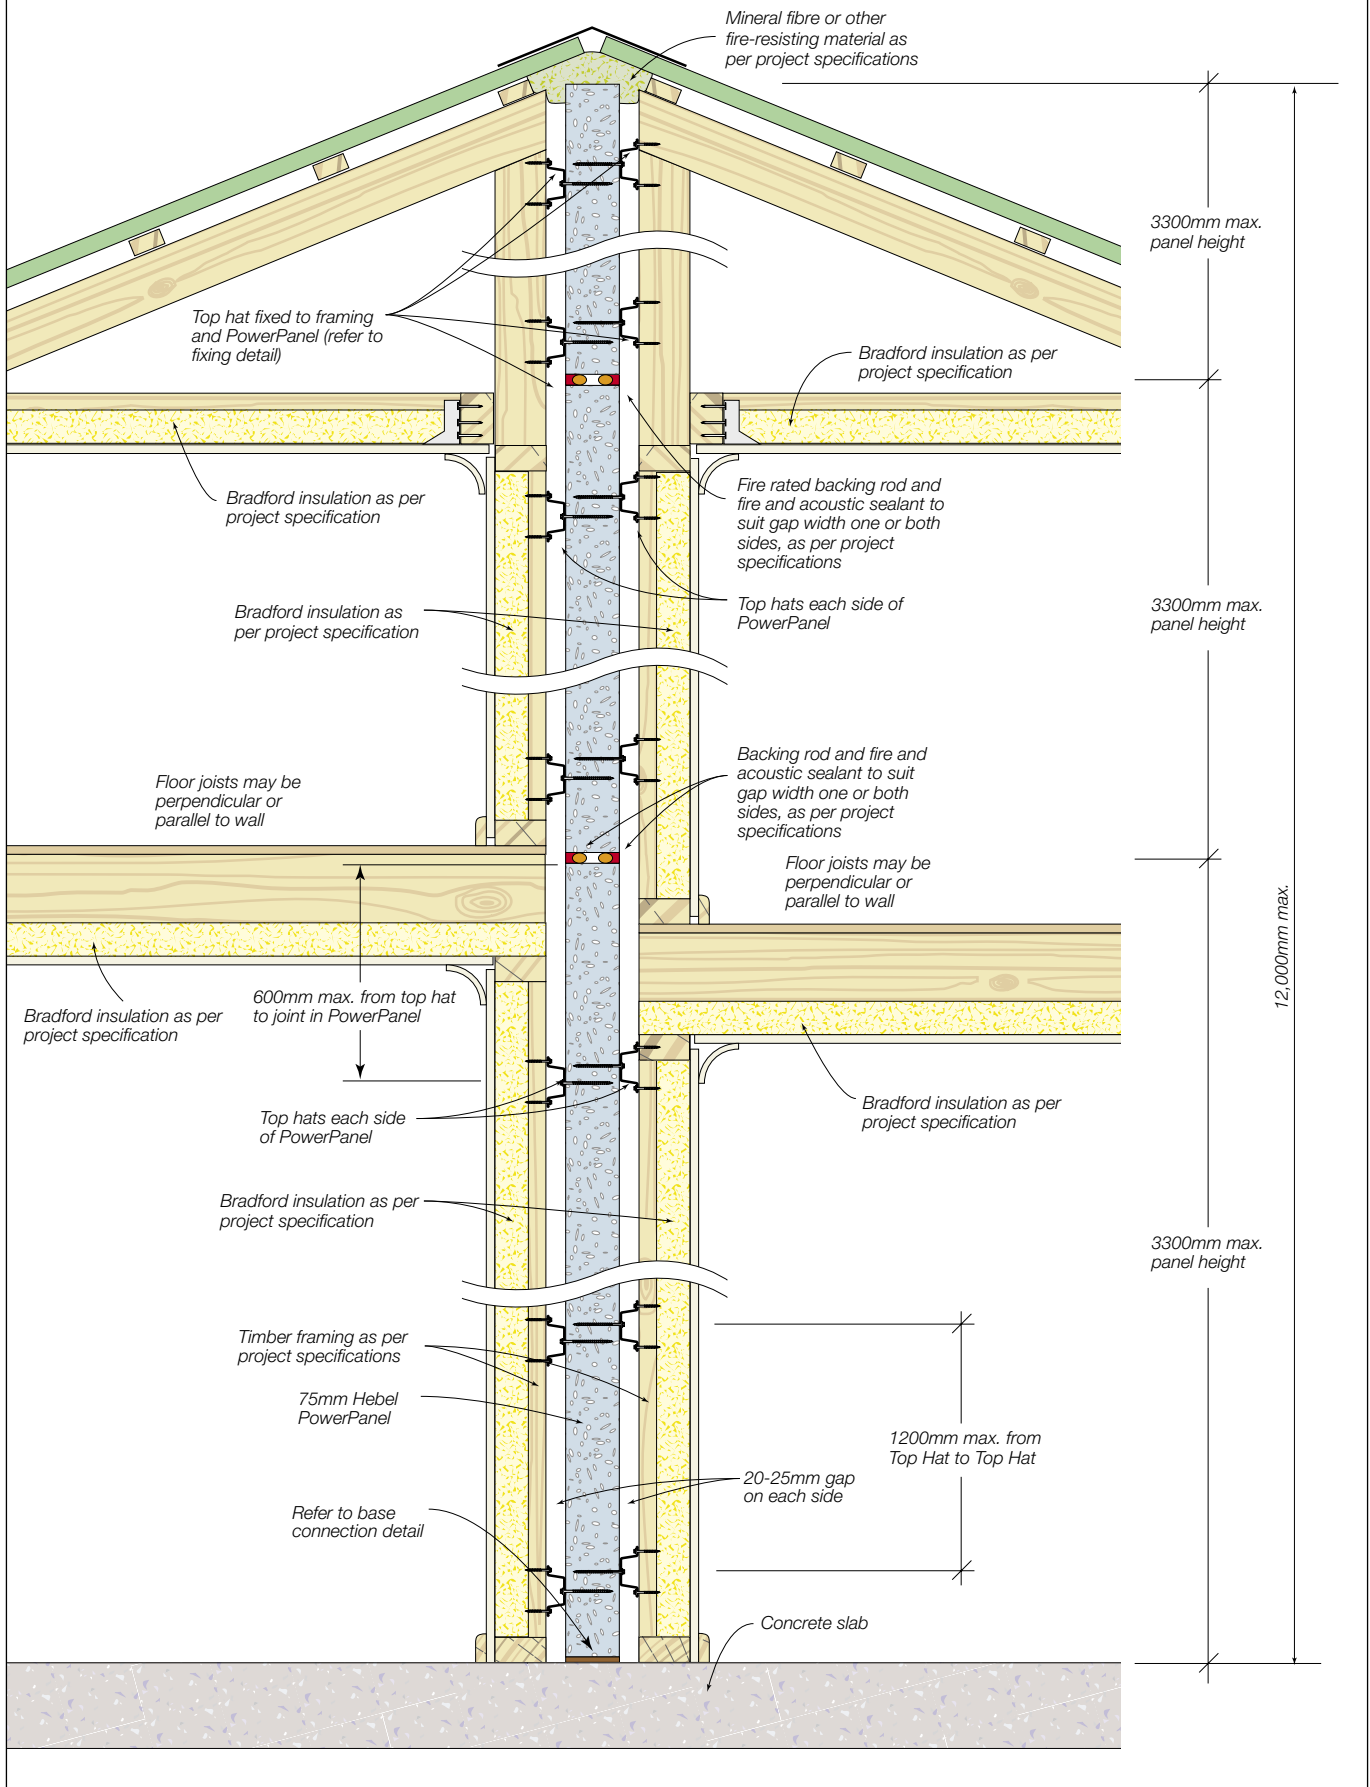 Mineral fibre or other
fire-resisting material as
per project specifications
3300mm max.
panel height
Top hat fixed to framing
and PowerPanel (refer to
fixing detail)
Bradford insulation as per
project specification
Bradford insulation as per
project specification
Fire rated backing rod and
fire and acoustic sealant to
suit gap width one or both
sides, as per project
specifications
Bradford insulation as
per project specification
Top hats each side of
PowerPanel
3300mm max.
panel height
Floor joists may be
perpendicular or
parallel to wall
Backing rod and fire and
acoustic sealant to suit
gap width one or both
sides, as per project
specifications
Floor joists may be
perpendicular or
parallel to wall
12,000mm max.
600mm max. from top hat
to joint in PowerPanel
Bradford insulation as per
project specification
Top hats each side
of PowerPanel
Bradford insulation as per
project specification
Bradford insulation as per
project specification
3300mm max.
panel height
Timber framing as per
project specifications
75mm Hebel
PowerPanel
1200mm max. from
Top Hat to Top Hat
20-25mm gap
on each side
Refer to base
connection detail
Concrete slab